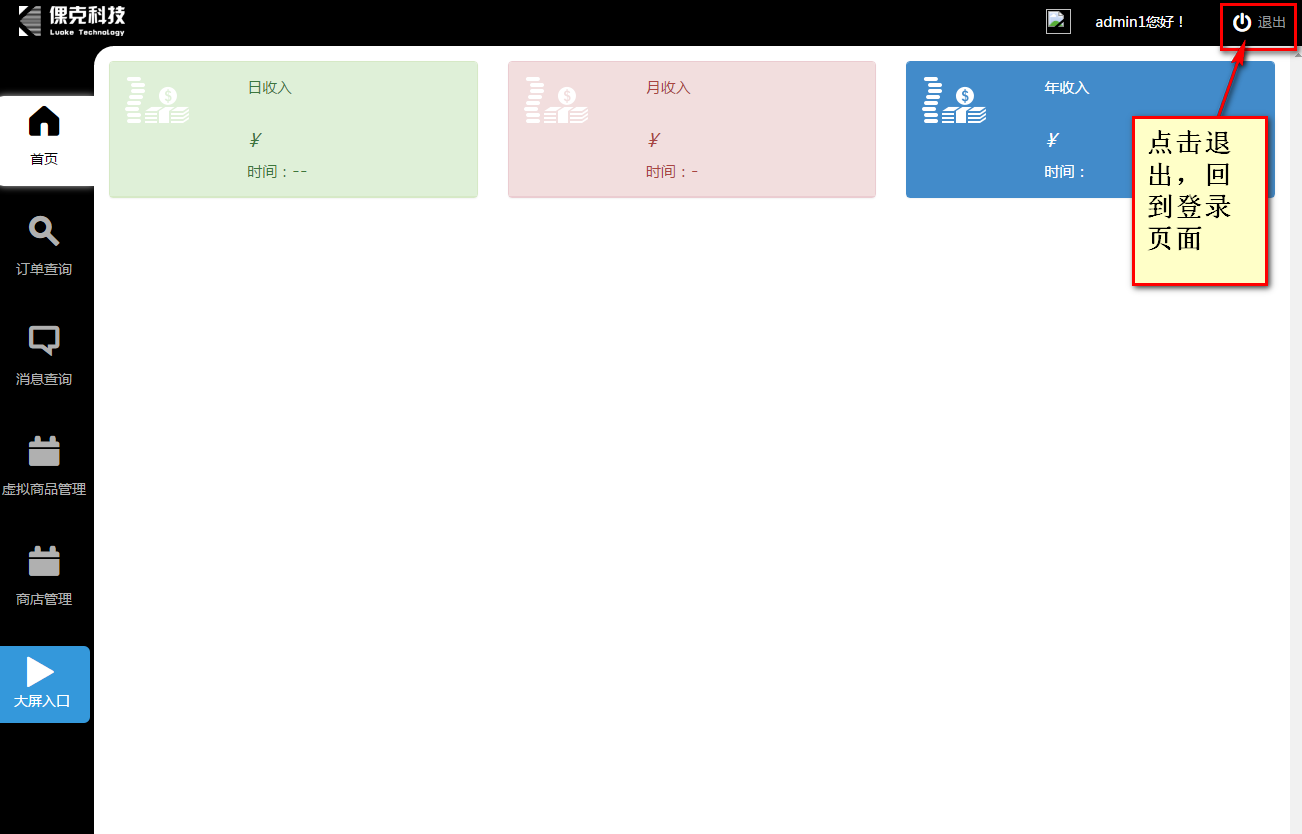 倮克科技
Luoke Technology
admin1您好！
退出
首页
订单查询
消息查询
虚拟商品管理
商店管理
大屏入口
日收入
¥
时间：--
月收入
¥
时间：-
年收入
¥
时间：
点击退
出，回
到登录
页面